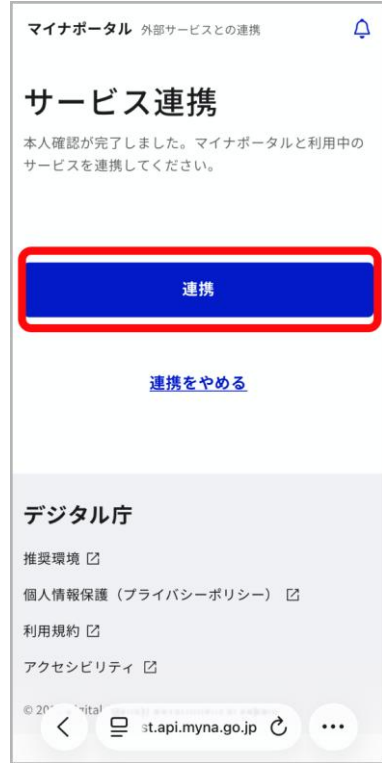 マイナポータル 外部サービスとの連携
サービス連携
本人確認が完了しました。マイナポータルと利用中の
サービスを連携してください。
連携
連携をやめる
デジタル庁
推奨環境
個人情報保護（プライバシーポリシー）
利用規約
アクセシビリティ
©
st.api.myna.go.jp